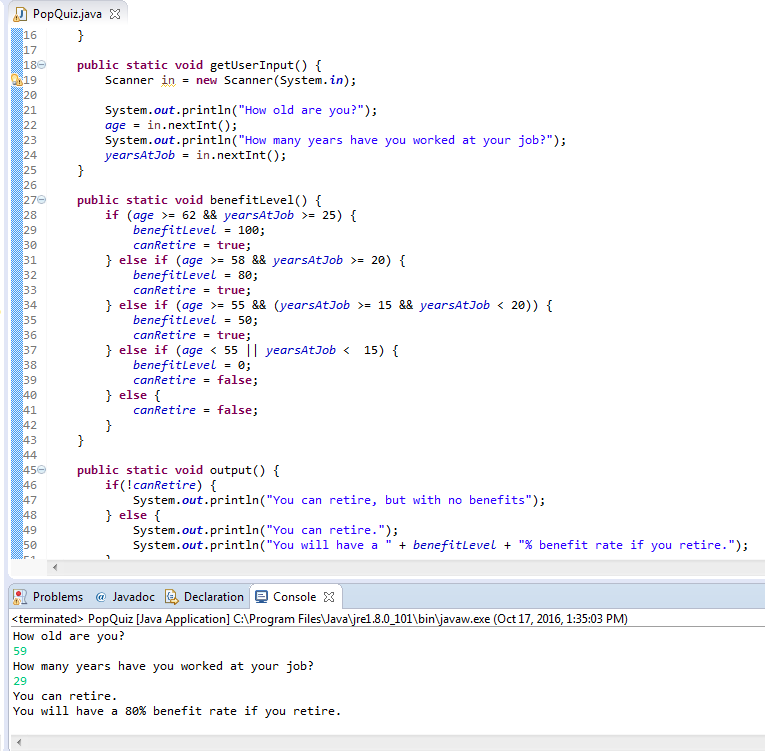 PopQuiz.java
16 }
17
18 public static void getUserInput() {
19 Scanner in = new Scanner(System.in);
20
21 System.out.println("How old are you?");
22 age = in.nextInt();
23 System.out.println("How many years have you worked at your job?");
24 yearsAtJob = in.nextInt();
25 }
26
27 public static void benefitLevel() {
28 if (age >= 62 && yearsAtJob >= 25) {
29 benefitLevel = 100;
30 canRetire = true;
31 } else if (age >= 58 && yearsAtJob >= 20) {
32 benefitLevel = 80;
33 canRetire = true;
34 } else if (age >= 55 && (yearsAtJob >= 15 && yearsAtJob < 20)) {
35 benefitLevel = 50;
36 canRetire = true;
37 } else if (age < 55 || yearsAtJob <  15) {
38 benefitLevel = 0;
39 canRetire = false;
40 } else {
41 canRetire = false;
42 }
43 }
44
45 public static void output() {
46 if(!canRetire) {
47 System.out.println("You can retire, but with no benefits");
48 } else {
49 System.out.println("You can retire.");
50 System.out.println("You will have a " + benefitLevel + "% benefit rate if you retire.");
Problems @ Javadoc Declaration Console
<terminated> PopQuiz [Java Application] C:\Program Files\Java\jre1.8.0_101\bin\javaw.exe (Oct 17, 2016, 1:35:03 PM)
How old are you?
59
How many years have you worked at your job?
29
You can retire.
You will have a 80% benefit rate if you retire.